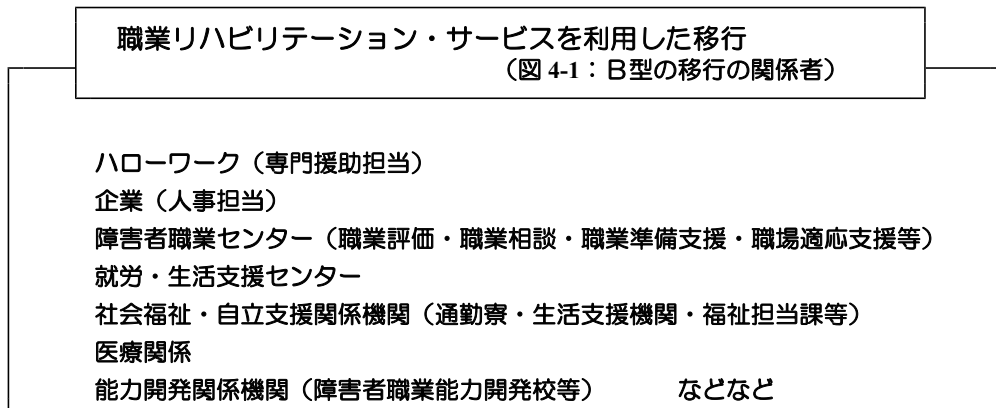 職業リハビリテーション・サービスを利用した移行
（図 4-1：Ｂ型の移行の関係者）
ハローワーク（専門援助担当）
企業（人事担当）
障害者職業センター（職業評価・職業相談・職業準備支援・職場適応支援等）
就労・生活支援センター
社会福祉・自立支援関係機関（通勤寮・生活支援機関・福祉担当課等）
医療関係
能力開発関係機関（障害者職業能力開発校等）　　　などなど